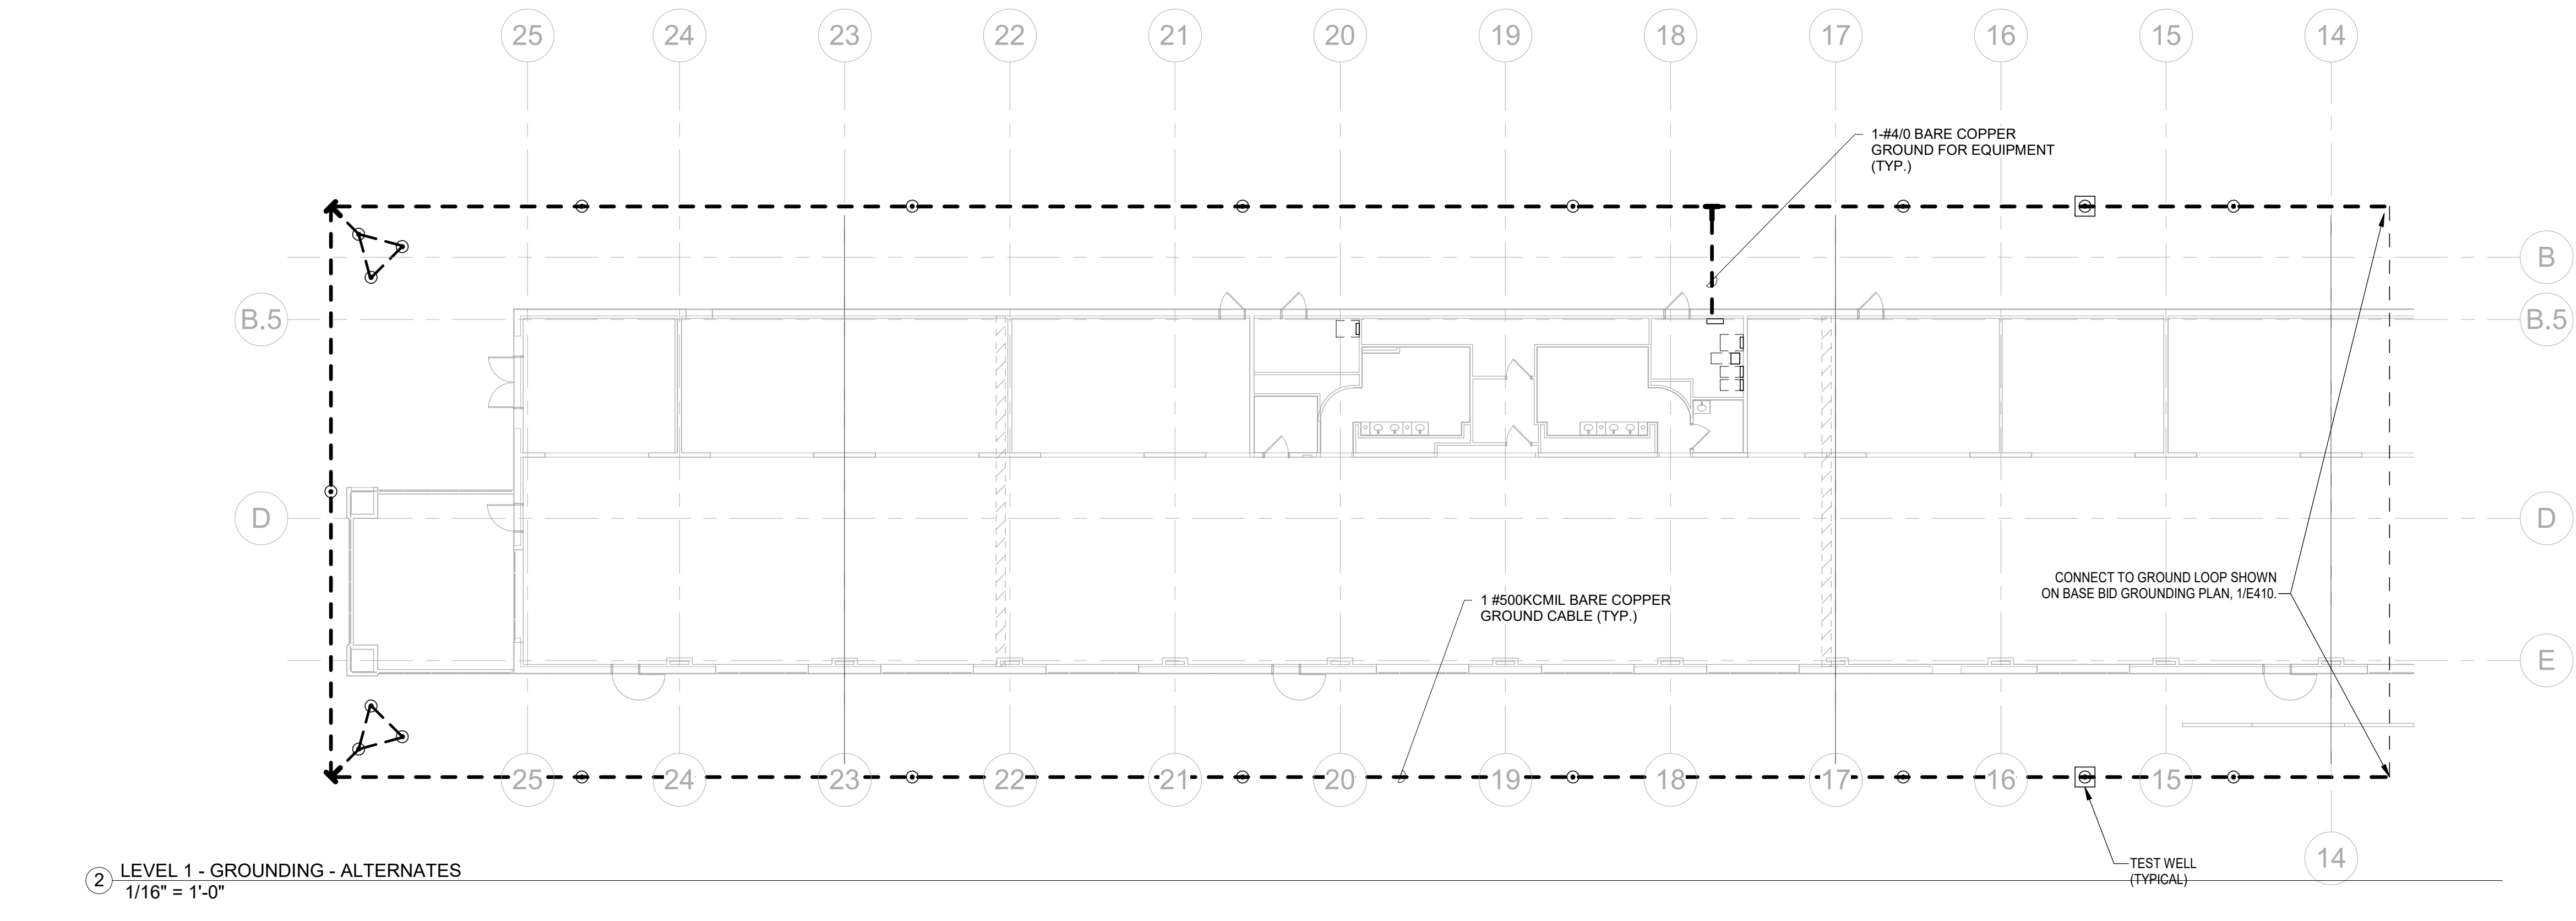 25 24 23 22 21 20 19 18 17 16 15 14
1-#4/0 BARE COPPER
GROUND FOR EQUIPMENT
(TYP.)
B
B.5 B.5
D D
CONNECT TO GROUND LOOP SHOWN
ON BASE BID GROUNDING PLAN, 1/E410.
1 #500KCMIL BARE COPPER
GROUND CABLE (TYP.)
E
25 24 23 22 21 20 19 18 17 16 15
14
TEST WELL
(TYPICAL)
2 LEVEL 1 - GROUNDING - ALTERNATES
1/16" = 1'-0"